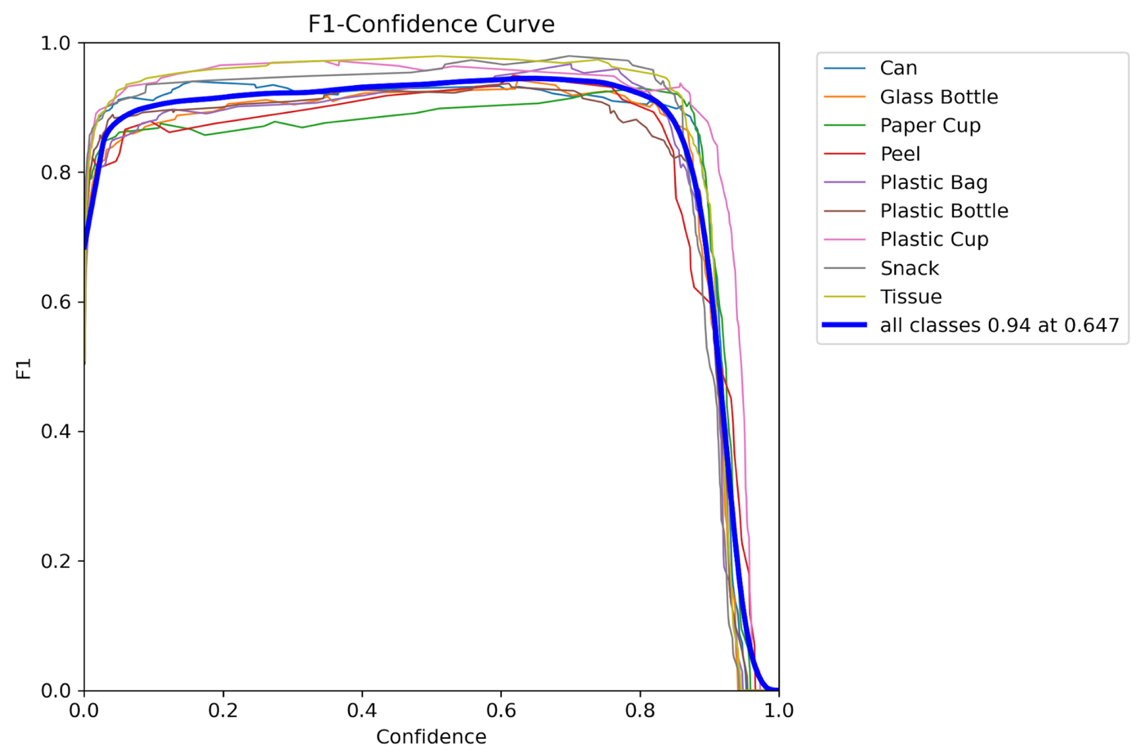 F1-Confidence Curve
1.0
0.8
0.6
0.4
0.2
0.0
F1
0.0 0.2 0.4 0.6 0.8 1.0
Confidence
Can
Glass Bottle
Paper Cup
Peel
Plastic Bag
Plastic Bottle
Plastic Cup
Snack
Tissue
all classes 0.94 at 0.647